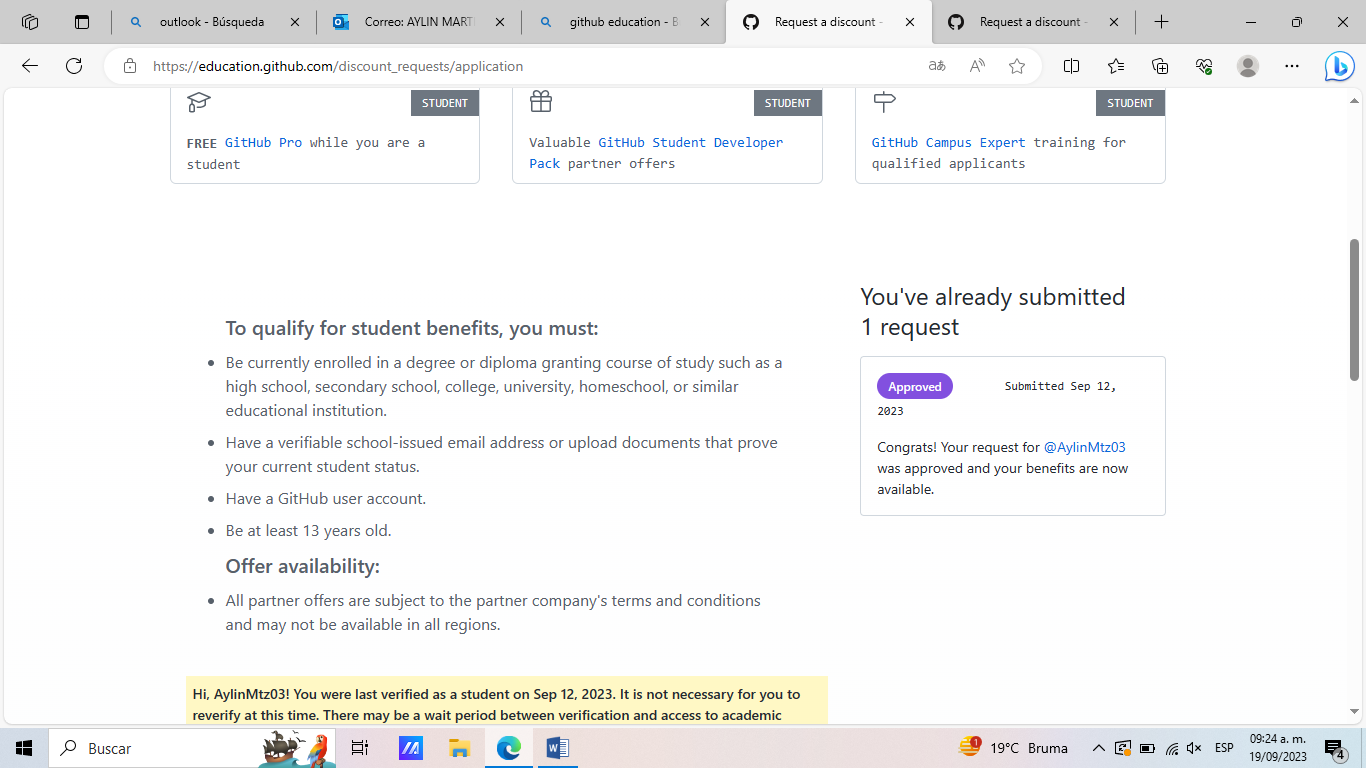 outlook - Búsqueda
Correo: AYLIN MART
github education - B
Request a discount -
Request a discount -
https://education.github.com/discount_requests/application
STUDENT
FREE GitHub Pro while you are a
student
STUDENT
Valuable GitHub Student Developer
Pack partner offers
STUDENT
GitHub Campus Expert training for
qualified applicants
To qualify for student benefits, you must:
Be currently enrolled in a degree or diploma granting course of study such as a
high school, secondary school, college, university, homeschool, or similar
educational institution.
Have a verifiable school-issued email address or upload documents that prove
your current student status.
Have a GitHub user account.
Be at least 13 years old.
Offer availability:
All partner offers are subject to the partner company's terms and conditions
and may not be available in all regions.
You've already submitted
1 request
Approved Submitted Sep 12,
2023
Congrats! Your request for @AylinMtz03
was approved and your benefits are now
available.
Hi, AylinMtz03! You were last verified as a student on Sep 12, 2023. It is not necessary for you to
reverify at this time. There may be a wait period between verification and access to academic
Buscar
1
19°C Bruma
ESP
09:24 a. m.
19/09/2023
4